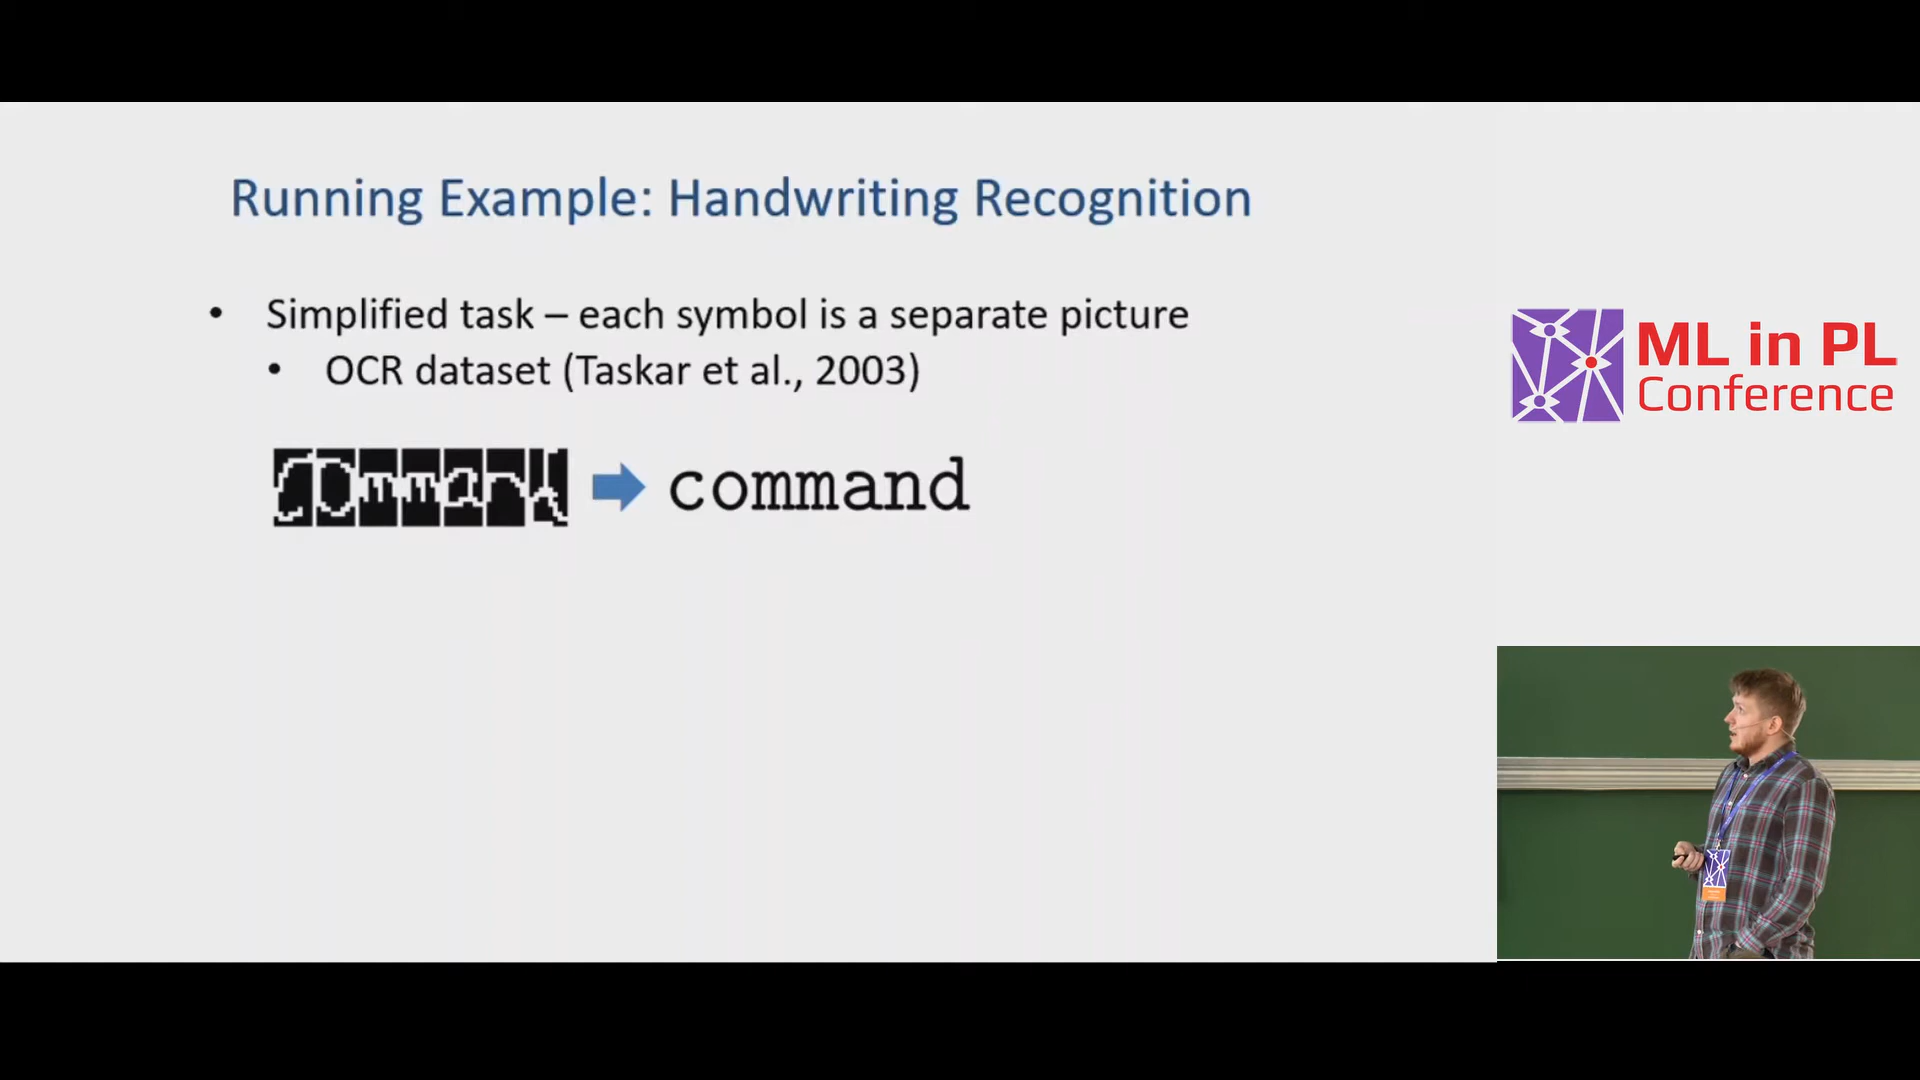 Running Example: Handwriting Recognition
• Simplified task – each symbol is a separate picture
• OCR dataset (Taskar et al., 2003)
command command
ML in PL
Conference